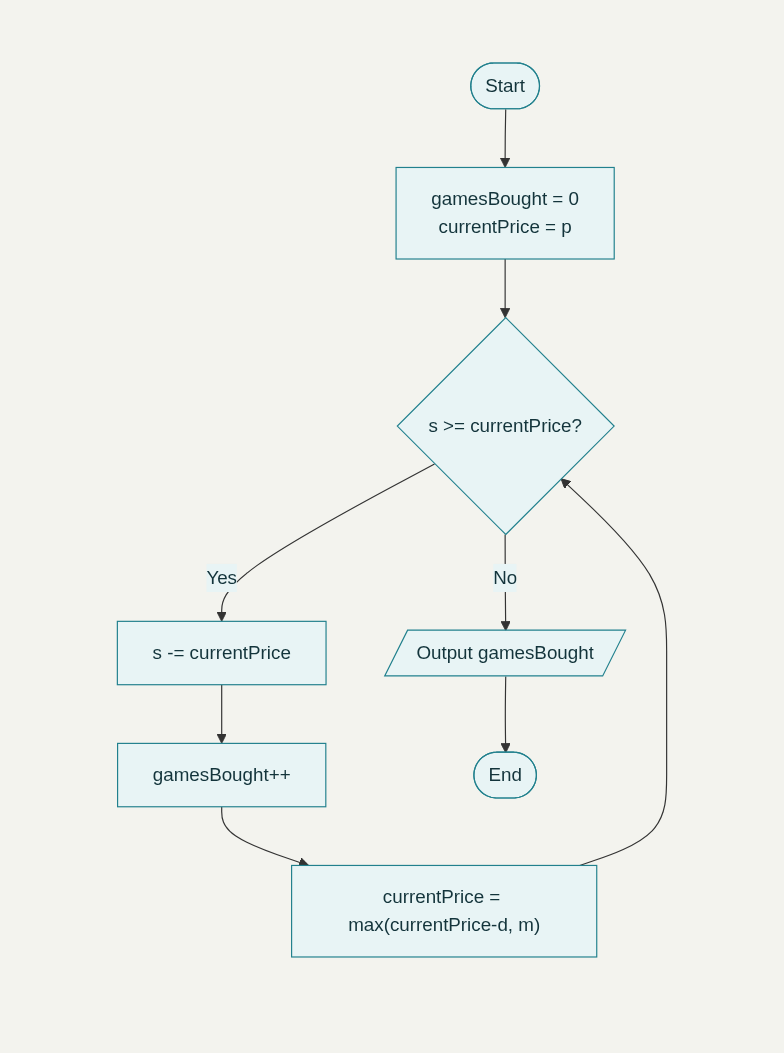 Start
gamesBought = 0
currentPrice = p
s >= currentPrice?
Yes
No
s -= currentPrice
Output gamesBought
gamesBought++
End
currentPrice =
max(currentPrice-d, m)